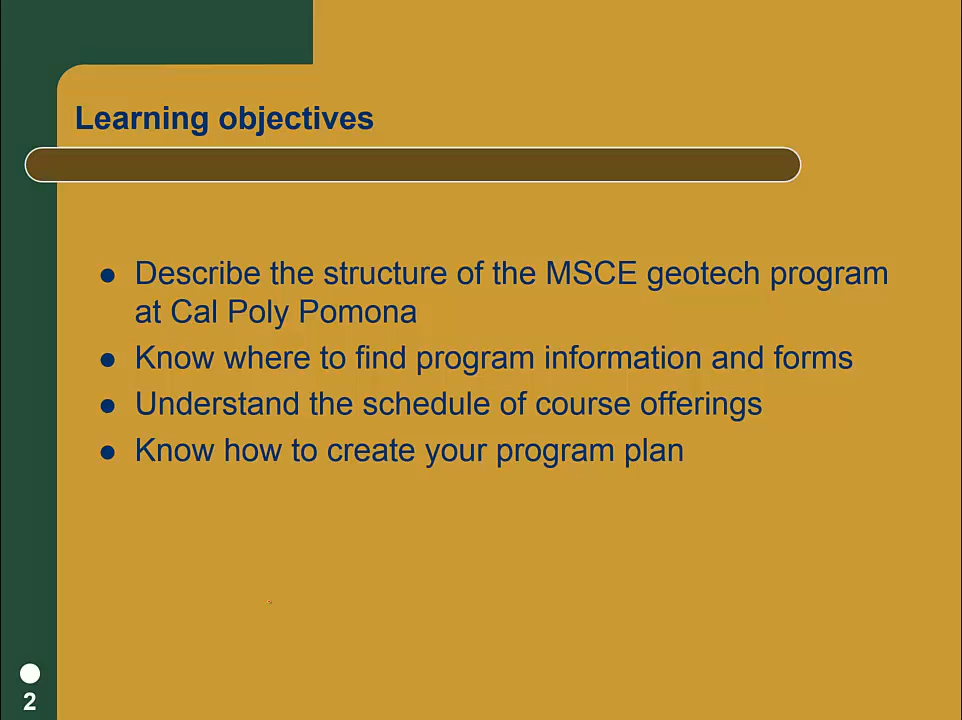 Learning objectives
● Describe the structure of the MSCE geotech program
at Cal Poly Pomona
● Know where to find program information and forms
● Understand the schedule of course offerings
● Know how to create your program plan
2